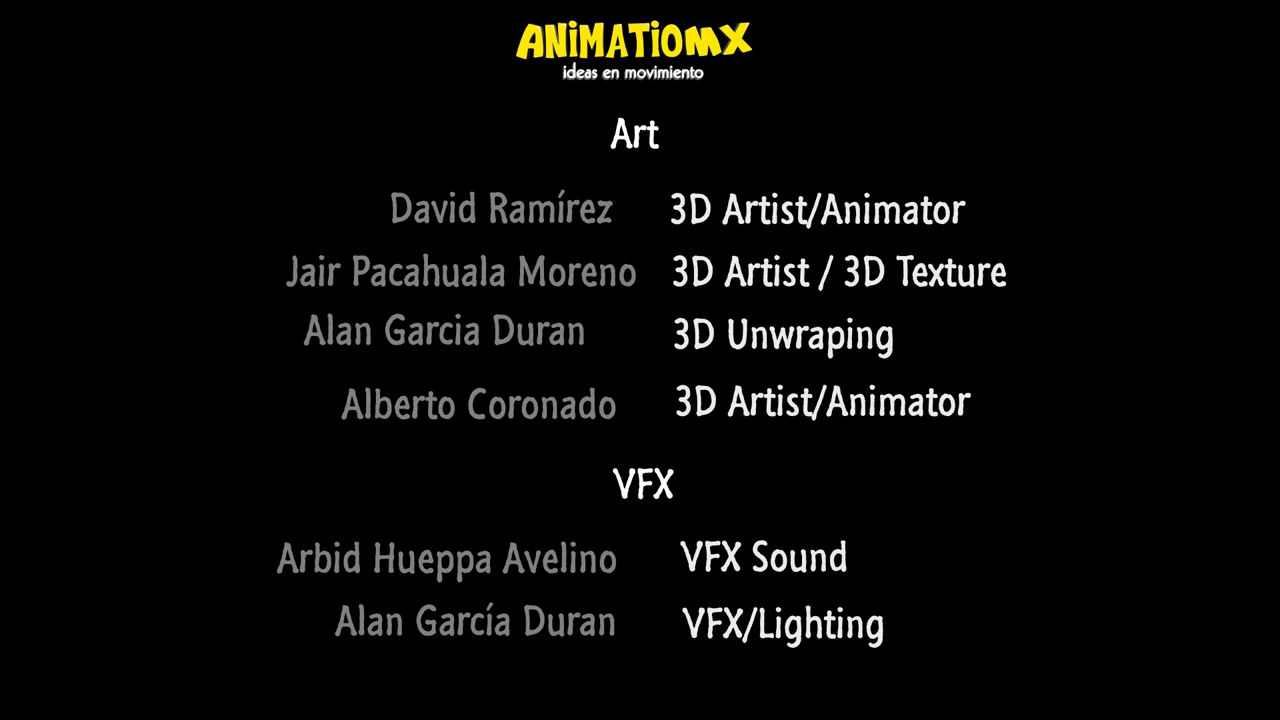 ANiMATiOMX
ideas en movimiento
Art
David Ramírez 3D Artist/Animator
Jair Pacahuala Moreno 3D Artist / 3D Texture
Alan Garcia Duran 3D Unwraping
Alberto Coronado 3D Artist/Animator
VFX
Arbid Hueppa Avelino VFX Sound
Alan García Duran VFX/Lighting